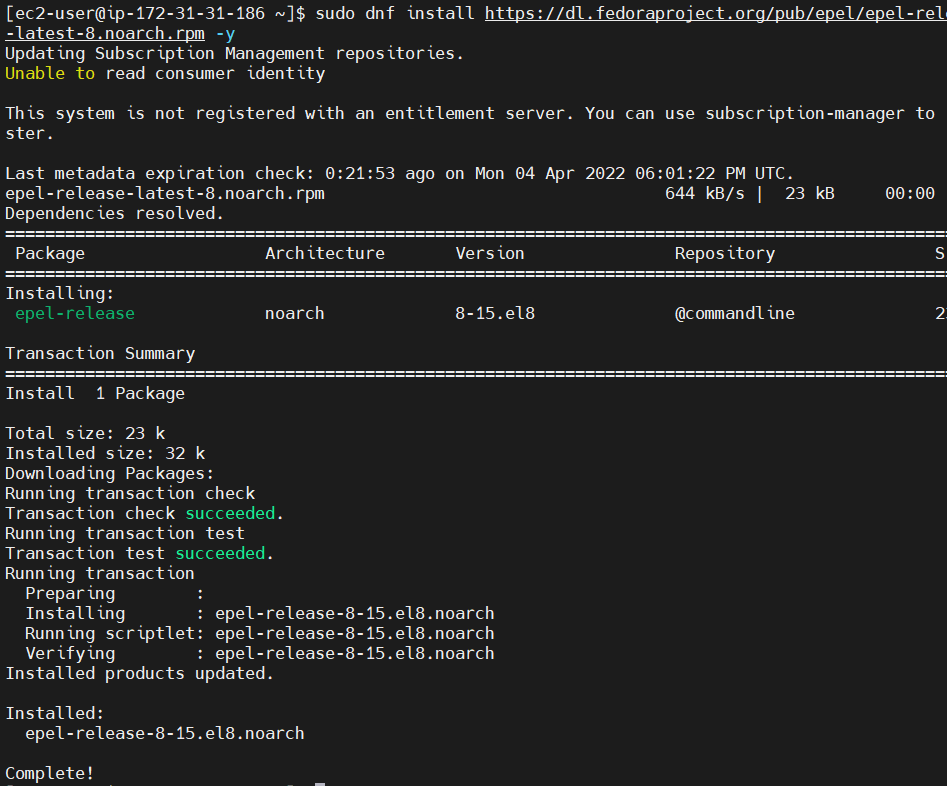 [ec2-user@ip-172-31-31-186 ~]$ sudo dnf install https://dl.fedoraproject.org/pub/epel/epel-rel
-latest-8.noarch.rpm -y
Updating Subscription Management repositories.
Unable to read consumer identity
This system is not registered with an entitlement server. You can use subscription-manager to
ster.
Last metadata expiration check: 0:21:53 ago on Mon 04 Apr 2022 06:01:22 PM UTC.
epel-release-latest-8.noarch.rpm 644 kB/s | 23 kB 00:00
Dependencies resolved.
================================================================================
Package Architecture Version Repository S
================================================================================
Installing:
epel-release noarch 8-15.el8 @commandline 2
Transaction Summary
================================================================================
Install 1 Package
Total size: 23 k
Installed size: 32 k
Downloading Packages:
Running transaction check
Transaction check succeeded.
Running transaction test
Transaction test succeeded.
Running transaction
Preparing :
Installing : epel-release-8-15.el8.noarch
Running scriptlet: epel-release-8-15.el8.noarch
Verifying : epel-release-8-15.el8.noarch
Installed products updated.
Installed:
epel-release-8-15.el8.noarch
Complete!